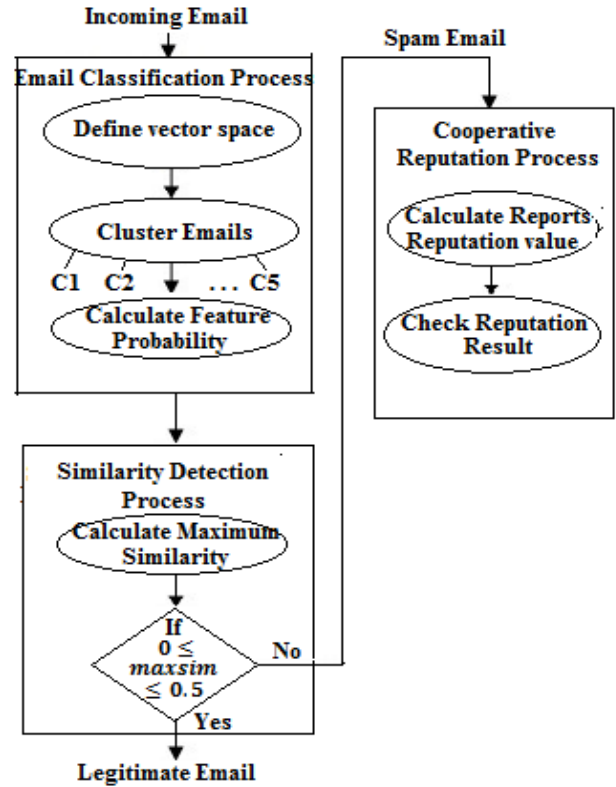 Incoming Email
Email Classification Process
Define vector space
Cluster Emails
C1 C2 ... C5
Calculate Feature
Probability
Similarity Detection
Process
Calculate Maximum
Similarity
If
0 ≤
maxsim
≤ 0.5
No
Yes
Legitimate Email
Spam Email
Cooperative
Reputation Process
Calculate Reports
Reputation value
Check Reputation
Result